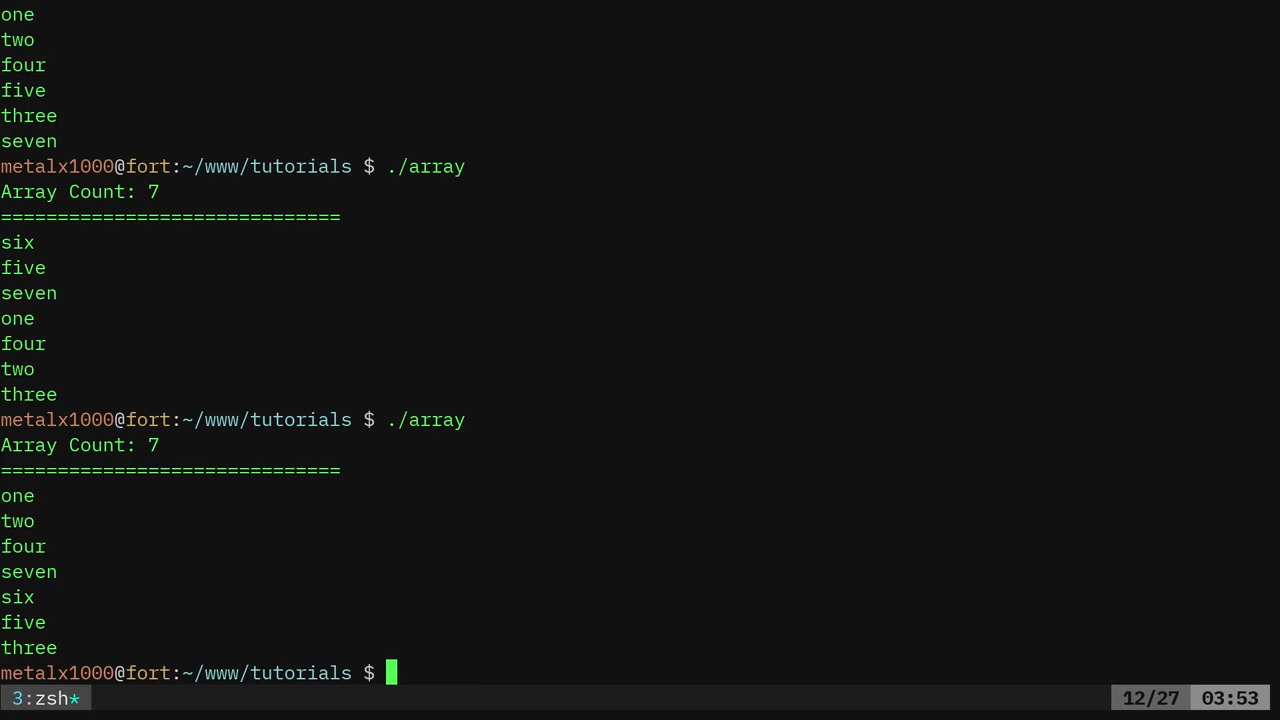 one
two
four
five
three
seven
metalx1000@fort:~/www/tutorials $ ./array
Array Count: 7
==============================
six
five
seven
one
four
two
three
metalx1000@fort:~/www/tutorials $ ./array
Array Count: 7
==============================
one
two
four
seven
six
five
three
metalx1000@fort:~/www/tutorials $
3:zsh* 12/27 03:53